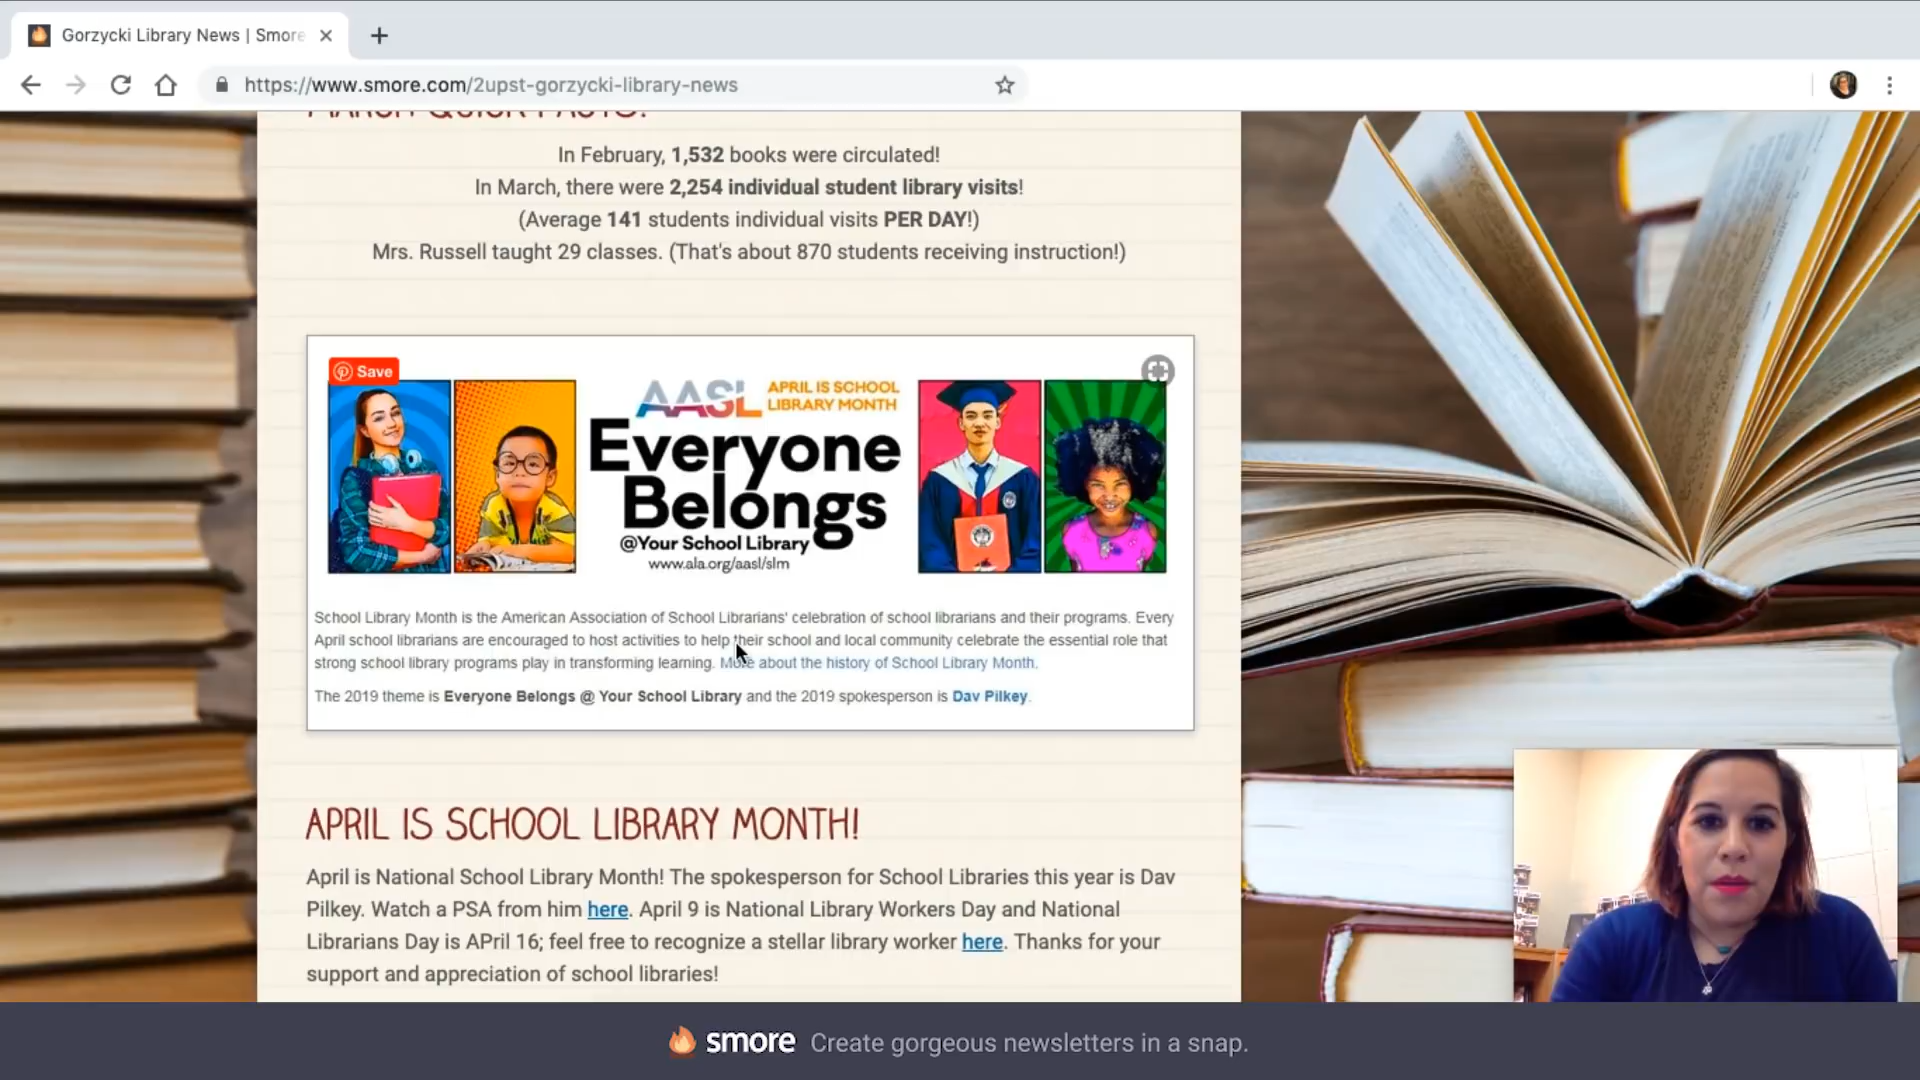 Gorzycki Library News | Smore
https://www.smore.com/2upst-gorzycki-library-news
MARCH QUICK FACTS!
In February, 1,532 books were circulated!
In March, there were 2,254 individual student library visits!
(Average 141 students individual visits PER DAY!)
Mrs. Russell taught 29 classes. (That's about 870 students receiving instruction!)
Save
AASL APRIL IS SCHOOL
LIBRARY MONTH
Everyone
Belongs
@Your School Library
www.ala.org/aasl/slm
School Library Month is the American Association of School Librarians' celebration of school librarians and their programs. Every
April school librarians are encouraged to host activities to help their school and local community celebrate the essential role that
strong school library programs play in transforming learning. More about the history of School Library Month.
The 2019 theme is Everyone Belongs @ Your School Library and the 2019 spokesperson is Dav Pilkey.
APRIL IS SCHOOL LIBRARY MONTH!
April is National School Library Month! The spokesperson for School Libraries this year is Dav
Pilkey. Watch a PSA from him here. April 9 is National Library Workers Day and National
Librarians Day is APril 16; feel free to recognize a stellar library worker here. Thanks for your
support and appreciation of school libraries!
smore Create gorgeous newsletters in a snap.